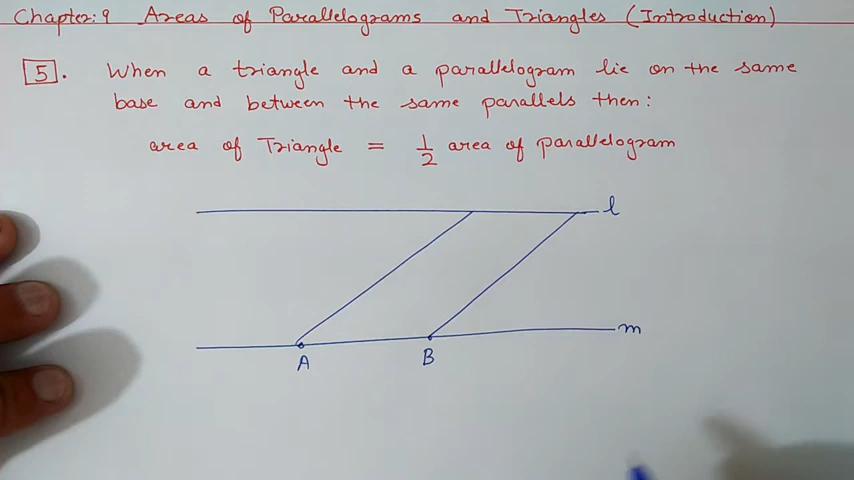 Chapter: 9 Areas of Parallelograms and Triangles (Introduction)
5. When a triangle and a parallelogram lie on the same
base and between the same parallels then:
area of Triangle = 1/2 area of parallelogram
l
m
A B